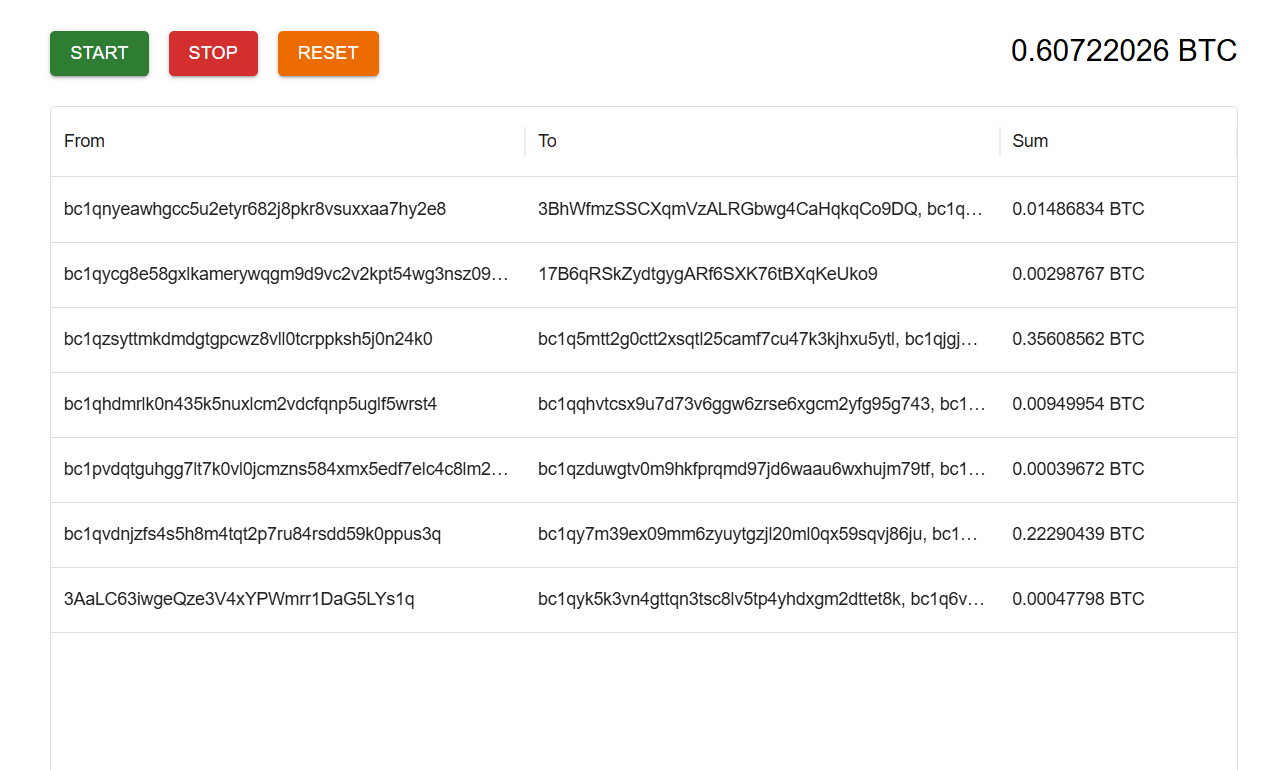 START STOP RESET 0.60722026 BTC
From To Sum
bc1qnyeawhgcc5u2etyr682j8pkr8vsuxxaa7hy2e8 3BhWfmzSSCXqmVzALRGbwg4CaHqkqCo9DQ, bc1q…
0.01486834 BTC
bc1qycg8e58gxlkamerywqgm9d9vc2v2kpt54wg3nsz09… 17B6qRSkZydtgygARf6SXK76tBXqKeUko9 0.00298767 BTC
bc1qzsyttmkdmdgtgpcwz8vll0tcrppksh5j0n24k0 bc1q5mtt2g0ctt2xsqtl25camf7cu47k3kjhxu5ytl, bc1qjgj… 0.35608562 BTC
bc1qhdmrlk0n435k5nuxlcm2vdcfqnp5uglf5wrst4 bc1qqhvtcsx9u7d73v6ggw6zrse6xgcm2yfg95g743, bc1… 0.00949954 BTC
bc1pvdqtguhgg7lt7k0vl0jcmzns584xmx5edf7elc4c8lm2… bc1qzduwgtv0m9hkfprqmd97jd6waau6wxhujm79tf, bc1… 0.00039672 BTC
bc1qvdnjzfs4s5h8m4tqt2p7ru84rsdd59k0ppus3q bc1qy7m39ex09mm6zyuytgzjl20ml0qx59sqvj86ju, bc1… 0.22290439 BTC
3AaLC63iwgeQze3V4xYPWmrr1DaG5LYs1q bc1qyk5k3vn4gttqn3tsc8lv5tp4yhdxgm2dttet8k, bc1q6v… 0.00047798 BTC